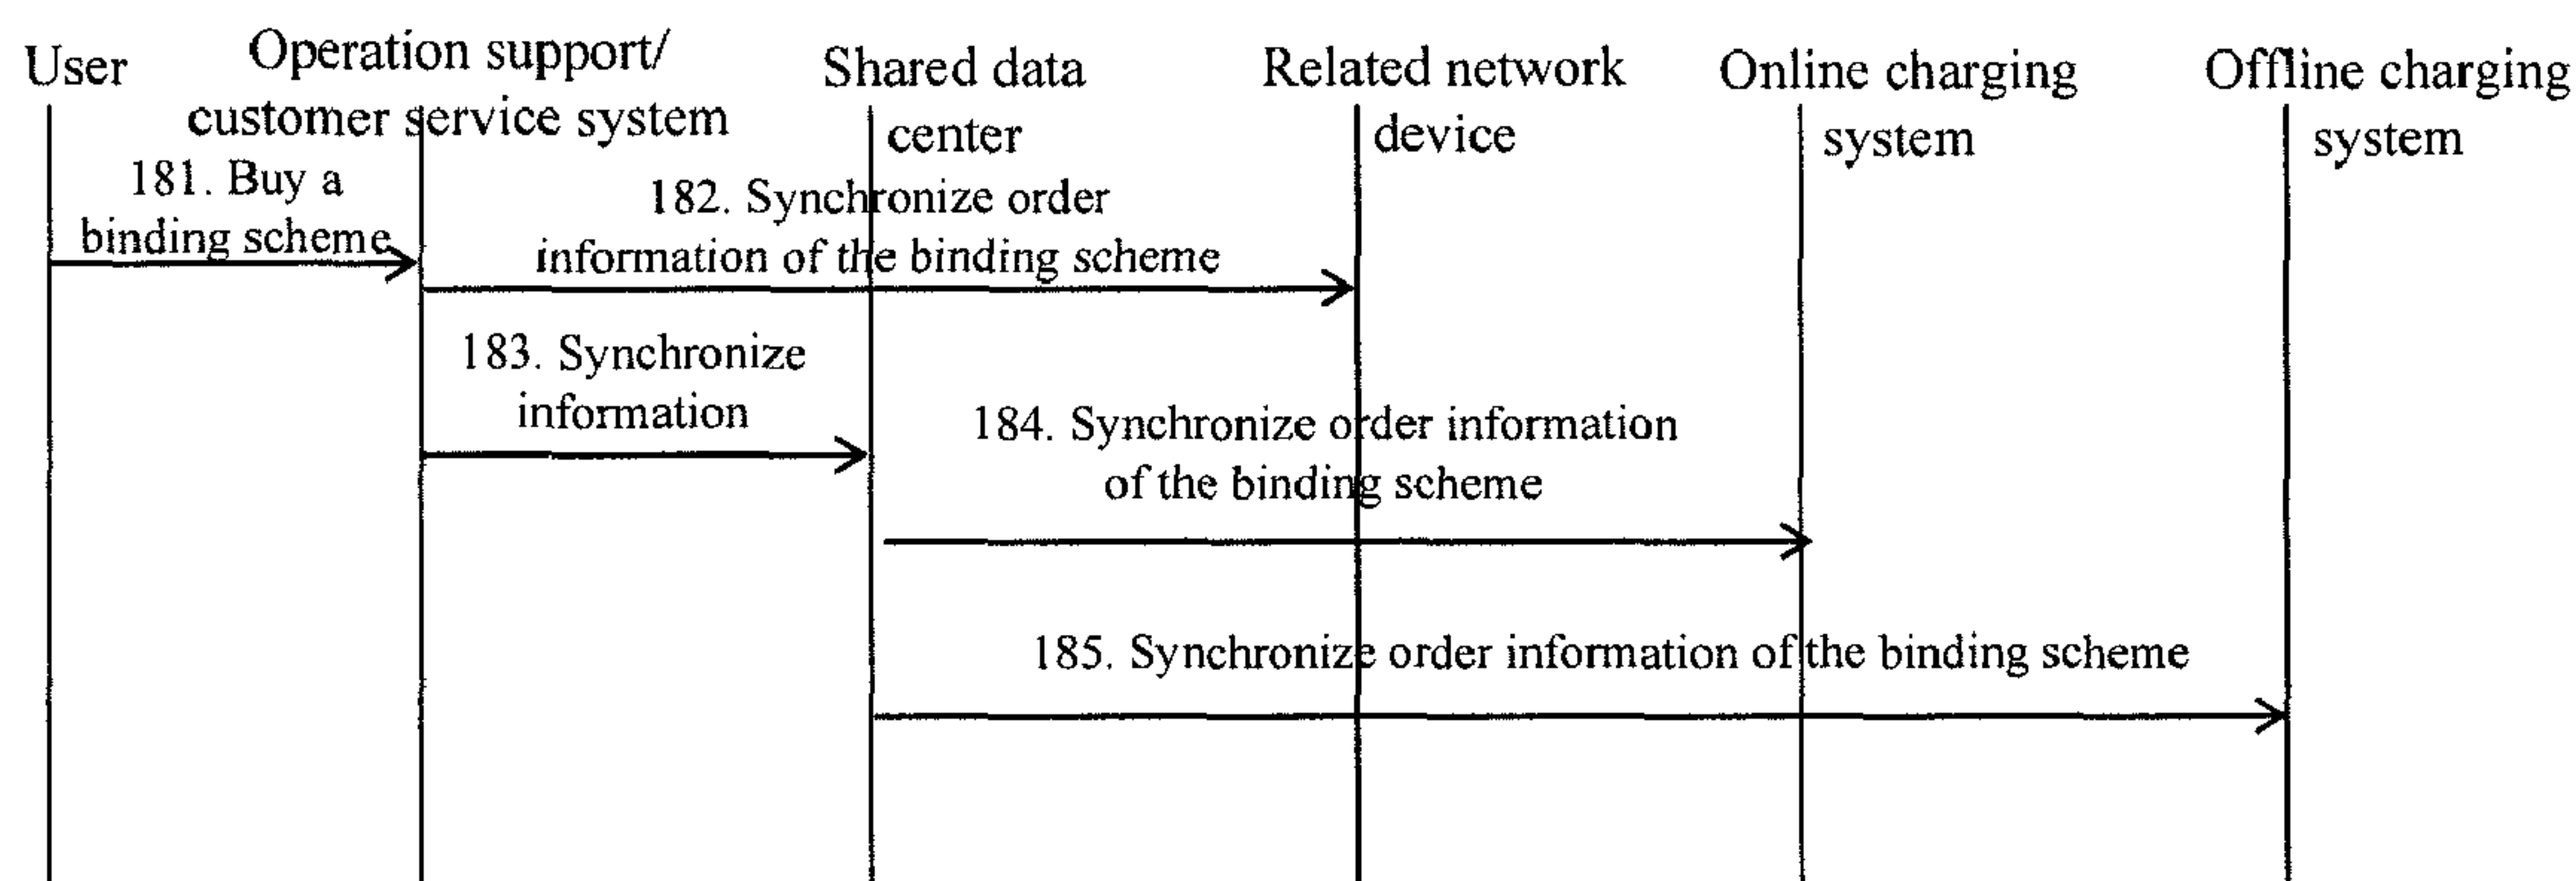 User
Operation support/
customer service system
Shared data
center
Related network
device
Online charging
system
Offline charging
system
181. Buy a
binding scheme
182. Synchronize order
information of the binding scheme
183. Synchronize
information
184. Synchronize order information
of the binding scheme
185. Synchronize order information of the binding scheme